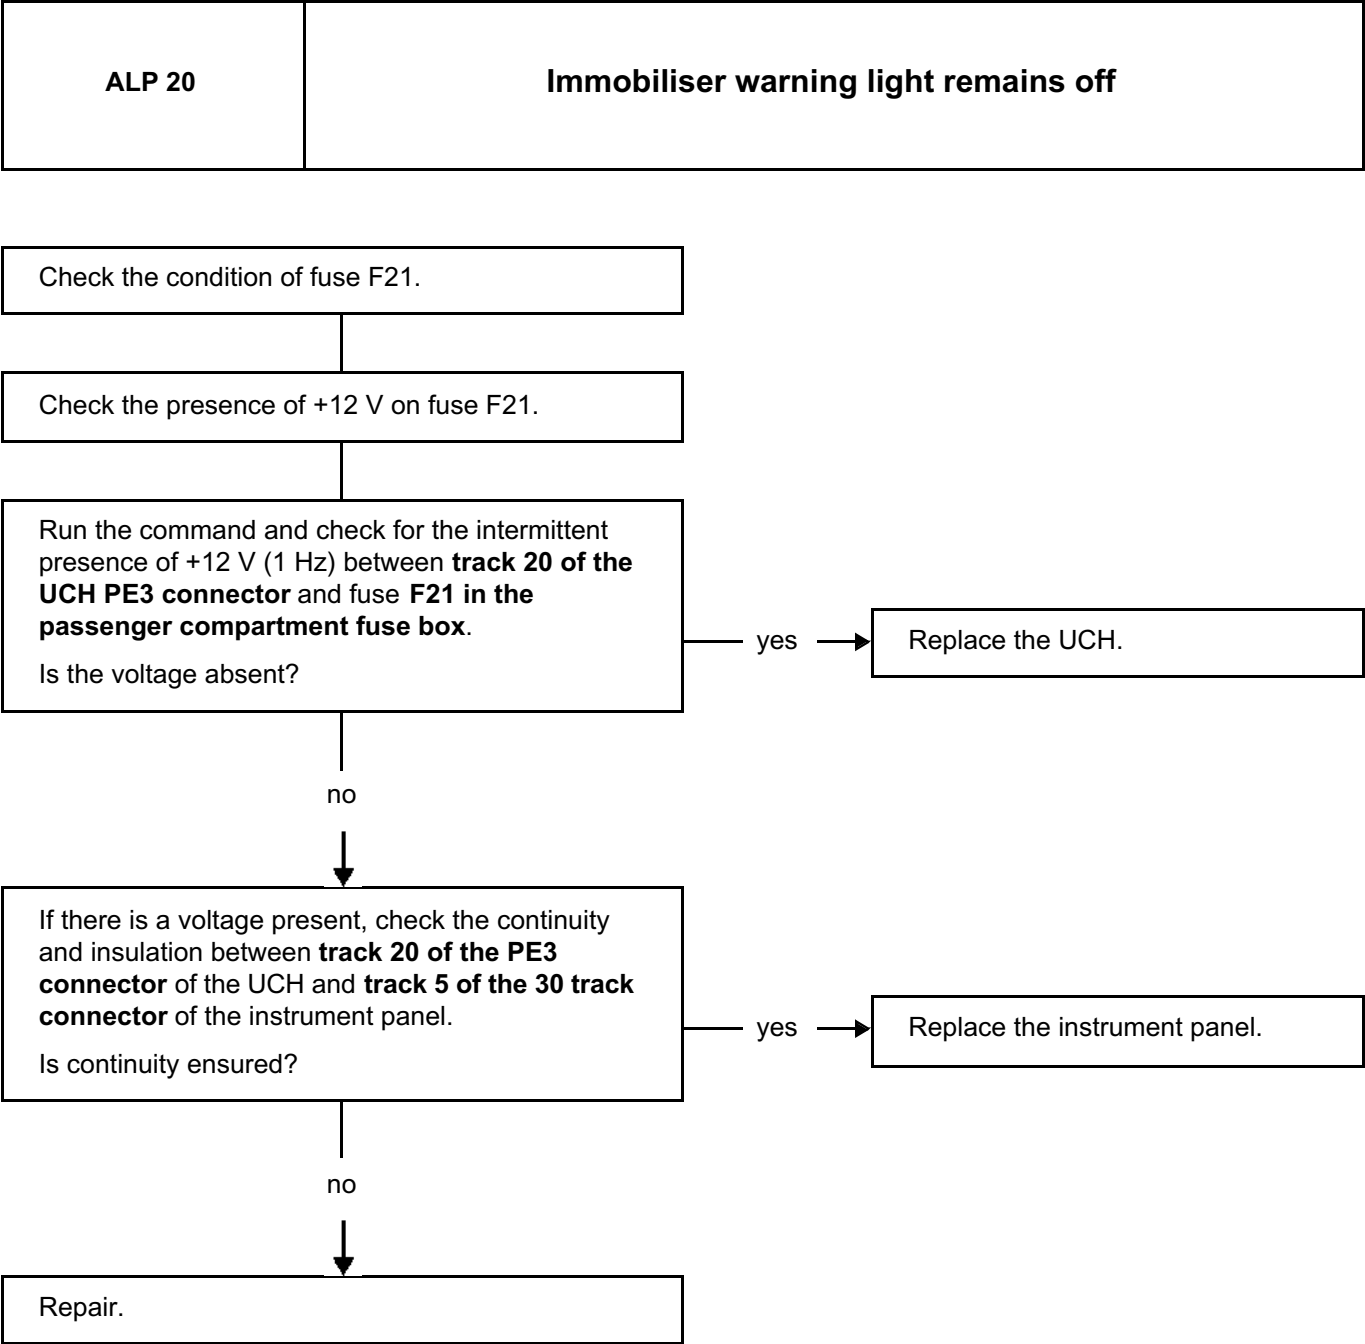 ALP 20
Immobiliser warning light remains off
Check the condition of fuse F21.
Check the presence of +12 V on fuse F21.
Run the command and check for the intermittent
presence of +12 V (1 Hz) between track 20 of the
UCH PE3 connector and fuse F21 in the
passenger compartment fuse box.
Is the voltage absent?
yes
Replace the UCH.
no
If there is a voltage present, check the continuity
and insulation between track 20 of the PE3
connector of the UCH and track 5 of the 30 track
connector of the instrument panel.
Is continuity ensured?
yes
Replace the instrument panel.
no
Repair.